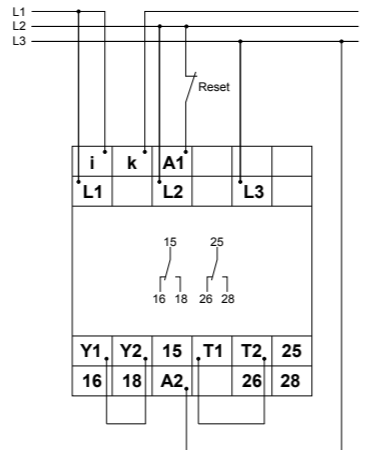 L1
L2
L3
Reset
i k A1
L1 L2 L3
15 25
16 18 26 28
Y1 Y2 15 T1 T2 25
16 18 A2 26 28